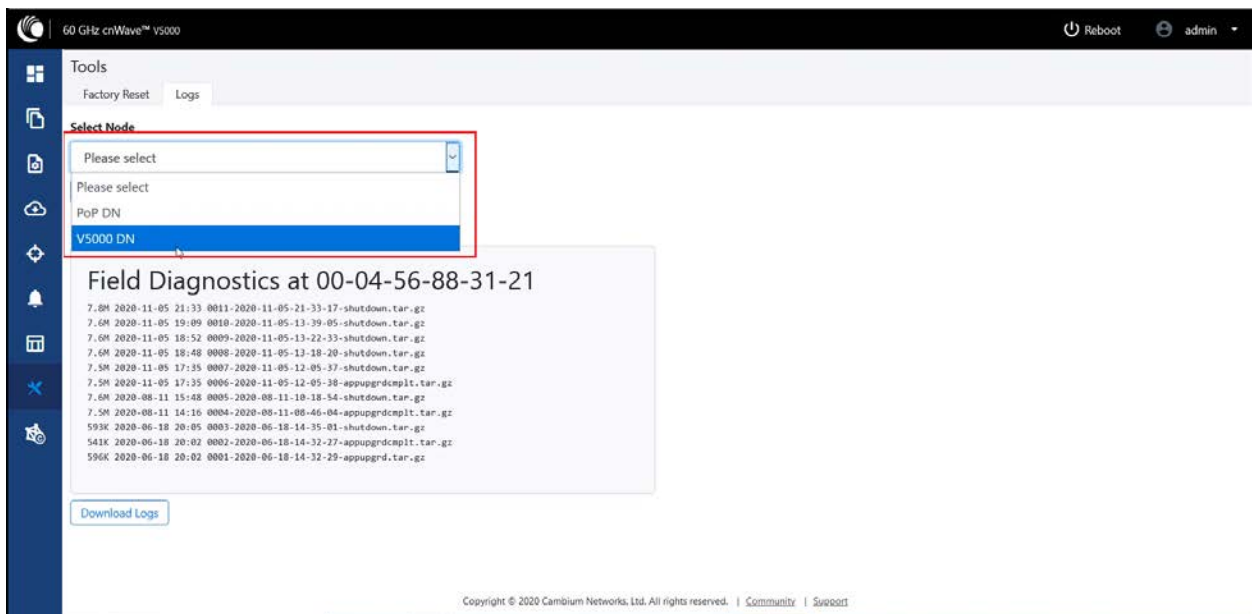 60 GHz cnWave™ V5000
Reboot
admin
Tools
Factory Reset Logs
Select Node
Please select
Please select
PoP DN
V5000 DN
Field Diagnostics at 00-04-56-88-31-21
7.8M 2020-11-05 21:33 0011-2020-11-05-21-33-17-shutdown.tar.gz
7.6M 2020-11-05 19:09 0010-2020-11-05-13-39-05-shutdown.tar.gz
7.6M 2020-11-05 18:52 0009-2020-11-05-13-22-33-shutdown.tar.gz
7.6M 2020-11-05 18:48 0008-2020-11-05-13-18-20-shutdown.tar.gz
7.5M 2020-11-05 17:35 0007-2020-11-05-12-05-37-shutdown.tar.gz
7.5M 2020-11-05 17:35 0006-2020-11-05-12-05-38-appupgrdcmplt.tar.gz
7.6M 2020-08-11 15:48 0005-2020-08-11-10-18-54-shutdown.tar.gz
7.5M 2020-08-11 14:16 0004-2020-08-11-08-46-04-appupgrdcmplt.tar.gz
593K 2020-06-18 20:05 0003-2020-06-18-14-35-01-shutdown.tar.gz
541K 2020-06-18 20:02 0002-2020-06-18-14-32-27-appupgrdcmplt.tar.gz
596K 2020-06-18 20:02 0001-2020-06-18-14-32-29-appupgrd.tar.gz
Download Logs
Copyright © 2020 Cambium Networks, Ltd. All rights reserved. | Community | Support